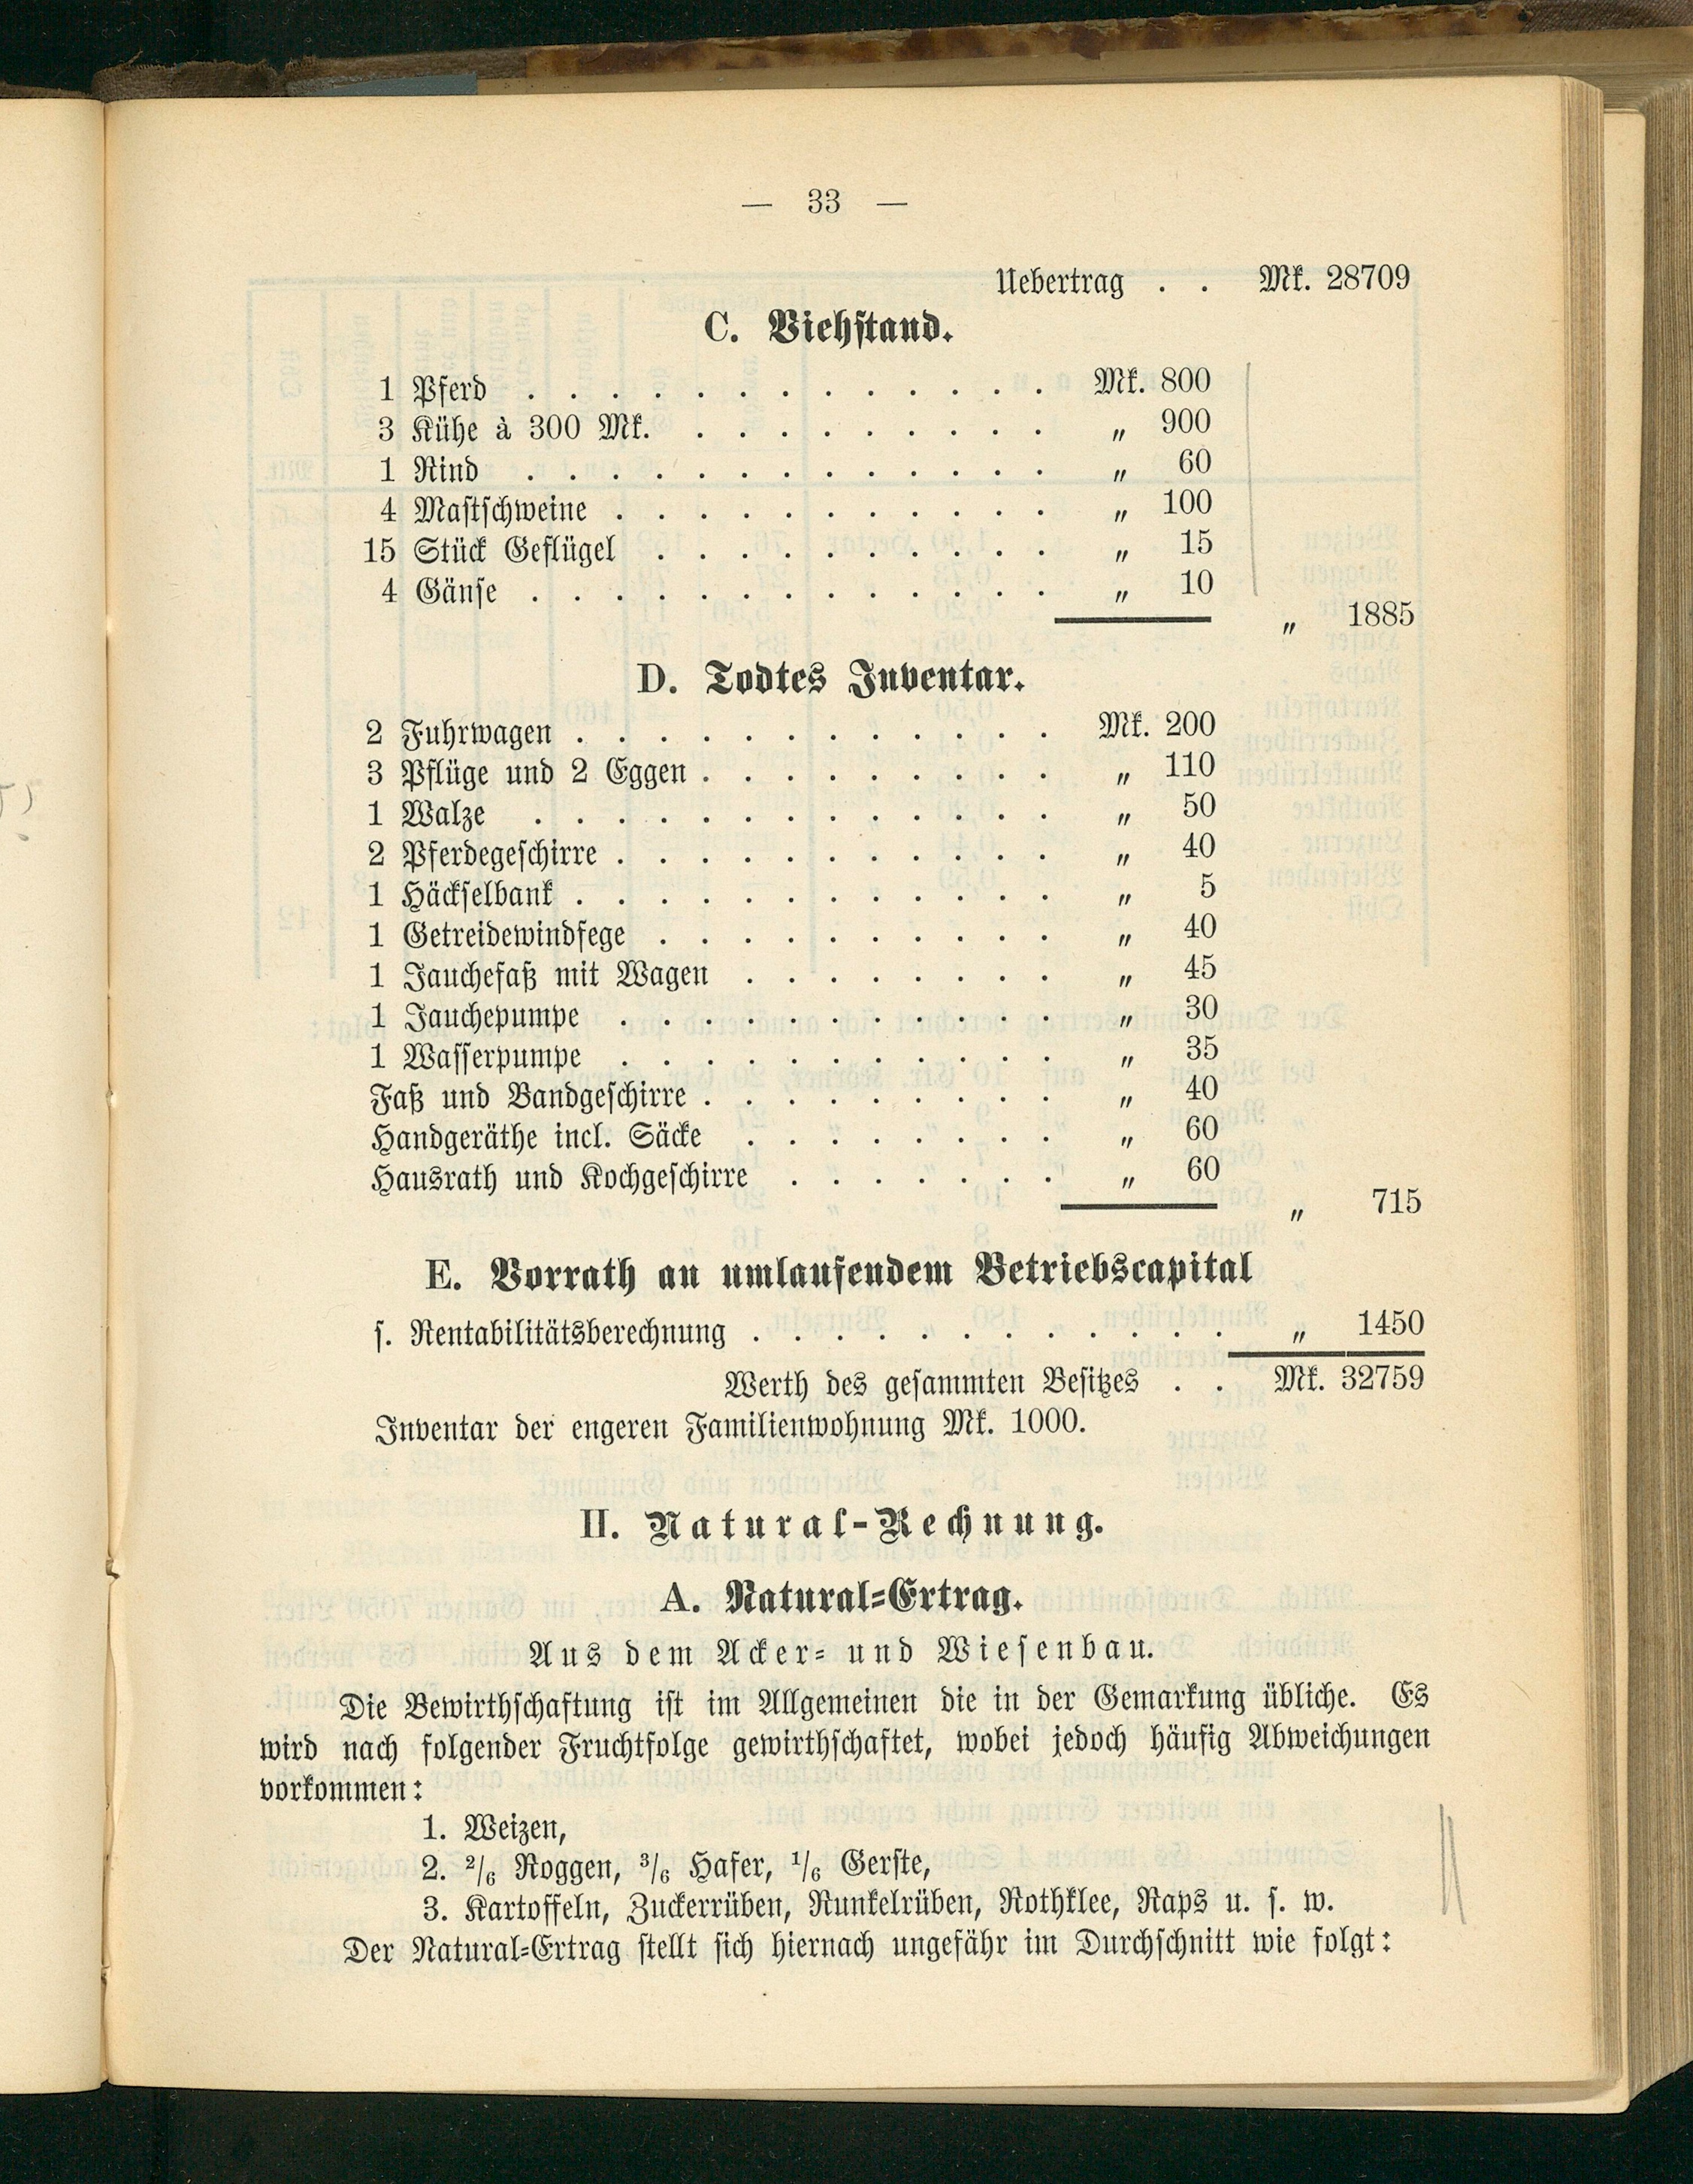 — 33 —
Uebertrag . . Mk. 28709
C. Viehstand.
1 Pferd . . . . . . . . . . . . . Mk. 800
3 Kühe à 300 Mk. . . . . . . . . . „ 900
1 Rind . . . . . . . . . . . . . „ 60
4 Mastschweine . . . . . . . . . . . „ 100
15 Stück Geflügel . . . . . . . . . . „ 15
4 Gänse . . . . . . . . . . . . . „ 10
„ 1885
D. Todtes Inventar.
2 Fuhrwagen . . . . . . . . . . . . Mk. 200
3 Pflüge und 2 Eggen . . . . . . . . . „ 110
1 Walze . . . . . . . . . . . . . „ 50
2 Pferdegeschirre . . . . . . . . . . . „ 40
1 Häckselbank . . . . . . . . . . . . „ 5
1 Getreidewindfege . . . . . . . . . . „ 40
1 Jauchefaß mit Wagen . . . . . . . . „ 45
1 Jauchepumpe . . . . . . . . . . . „ 30
1 Wasserpumpe . . . . . . . . . . . „ 35
Faß und Bandgeschirre . . . . . . . . . „ 40
Handgeräthe incl. Säcke . . . . . . . . „ 60
Hausrath und Kochgeschirre . . . . . . . „ 60
„ 715
E. Vorrath an umlaufendem Betriebscapital
s. Rentabilitätsberechnung . . . . . . . . . . . . „ 1450
Werth des gesammten Besitzes . . Mk. 32759
Inventar der engeren Familienwohnung Mk. 1000.
II. Natural-Rechnung.
A. Natural-Ertrag.
Aus dem Acker- und Wiesenbau.
Die Bewirthschaftung ist im Allgemeinen die in der Gemarkung übliche. Es
wird nach folgender Fruchtfolge gewirthschaftet, wobei jedoch häufig Abweichungen
vorkommen:
1. Weizen,
2. 2/6 Roggen, 3/6 Hafer, 1/6 Gerste,
3. Kartoffeln, Zuckerrüben, Runkelrüben, Rothklee, Raps u. s. w.
Der Natural-Ertrag stellt sich hiernach ungefähr im Durchschnitt wie folgt: